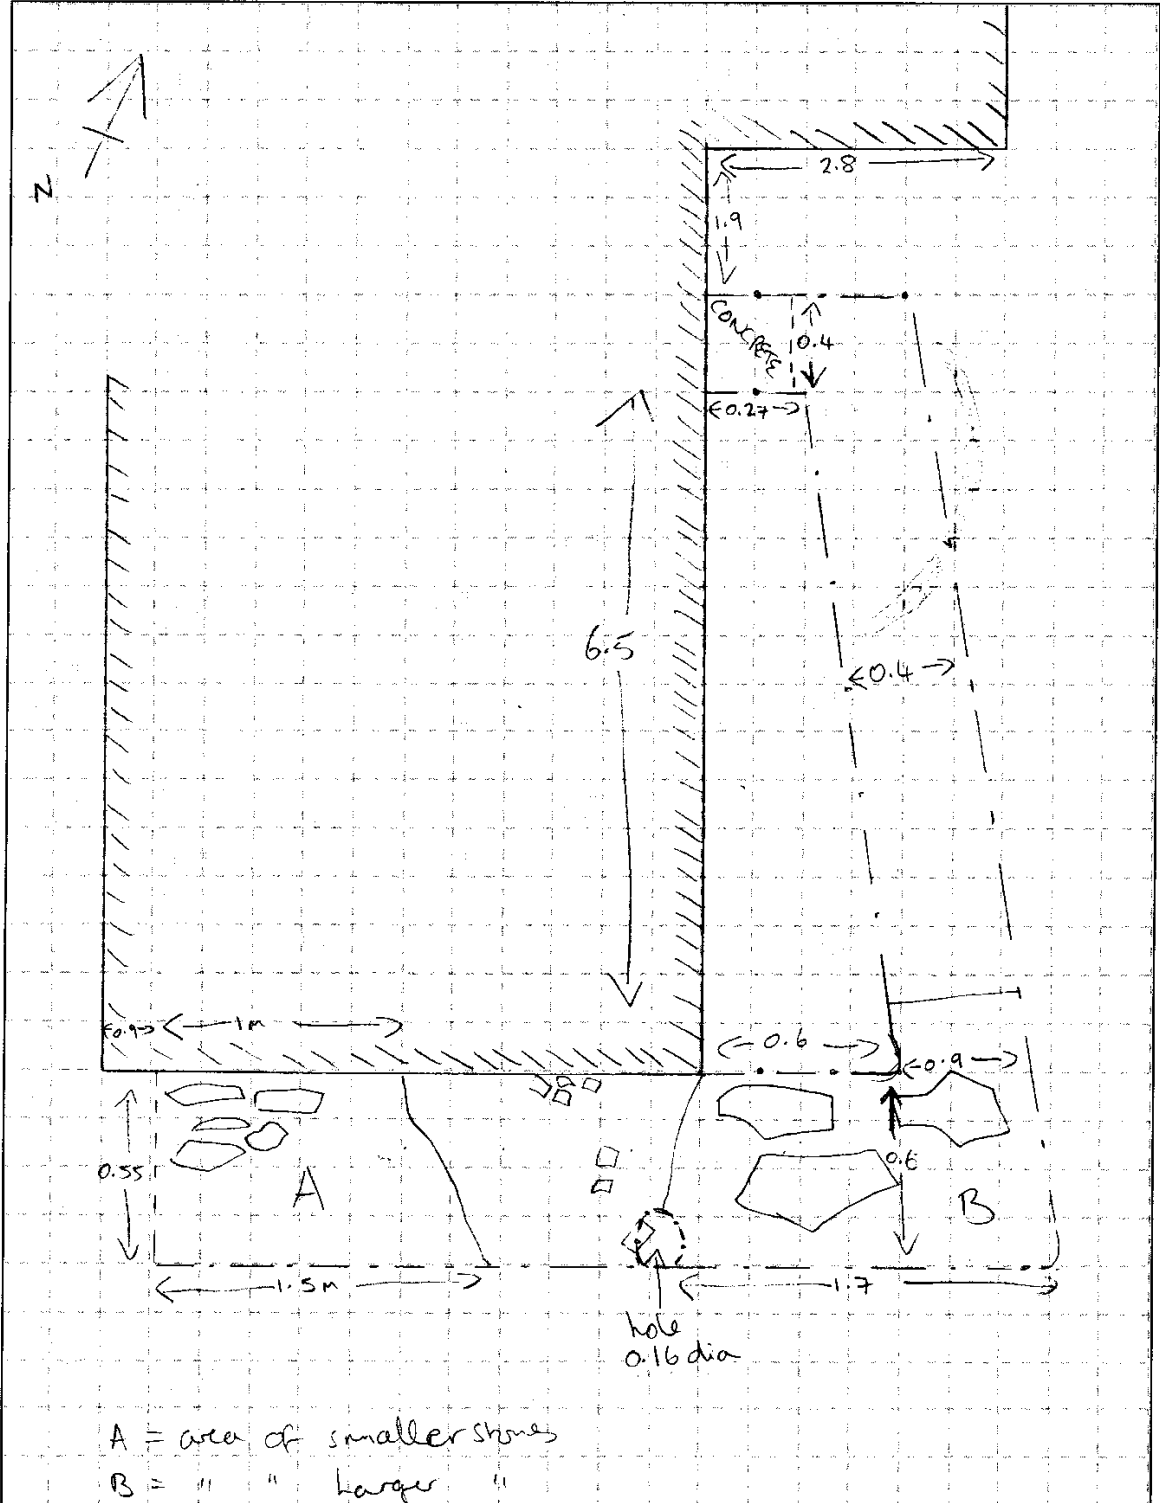 N
2.8
1.9
CONCRETE
0.4
0.27
6.5
0.4
0.9
1m
0.6
0.9
0.55
A
0.6
B
1.5m
1.7
hole
0.16 dia
A = area of smaller stones
B = " " Larger "